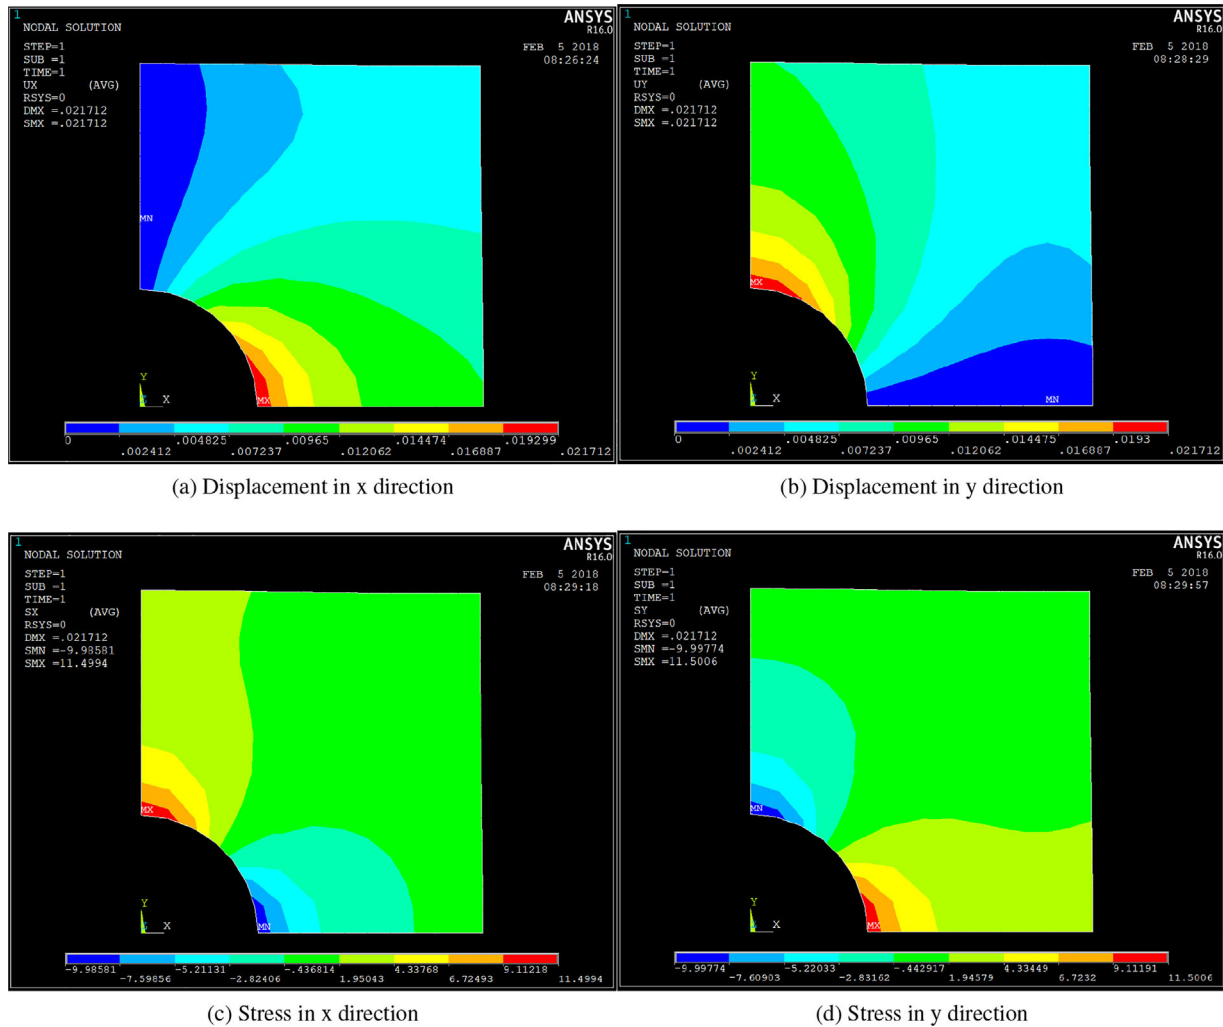 1
ANSYS
R16.0
NODAL SOLUTION
STEP=1
SUB =1
TIME=1
UX (AVG)
RSYS=0
DMX =.021712
SMX =.021712
FEB 5 2018
08:26:24
MN
MX
Y
X
0 .004825 .00965 .014474 .019299
.002412 .007237 .012062 .016887 .021712
(a) Displacement in x direction
1
ANSYS
R16.0
NODAL SOLUTION
STEP=1
SUB =1
TIME=1
UY (AVG)
RSYS=0
DMX =.021712
SMX =.021712
FEB 5 2018
08:28:29
MX
MN
Y
X
0 .004825 .00965 .014475 .0193
.002412 .007237 .012062 .016887 .021712
(b) Displacement in y direction
1
ANSYS
R16.0
NODAL SOLUTION
STEP=1
SUB =1
TIME=1
SX (AVG)
RSYS=0
DMX =.021712
SMN =-9.98581
SMX =11.4994
FEB 5 2018
08:29:18
MX
MN
Y
X
-9.98581 -5.21131 -.436814 4.33768 9.11218
-7.59856 -2.82406 1.95043 6.72493 11.4994
(c) Stress in x direction
1
ANSYS
R16.0
NODAL SOLUTION
STEP=1
SUB =1
TIME=1
SY (AVG)
RSYS=0
DMX =.021712
SMN =-9.99774
SMX =11.5006
FEB 5 2018
08:29:57
MN
MX
Y
X
-9.99774 -5.22033 -.442917 4.33449 9.11191
-7.60903 -2.83162 1.94579 6.7232 11.5006
(d) Stress in y direction